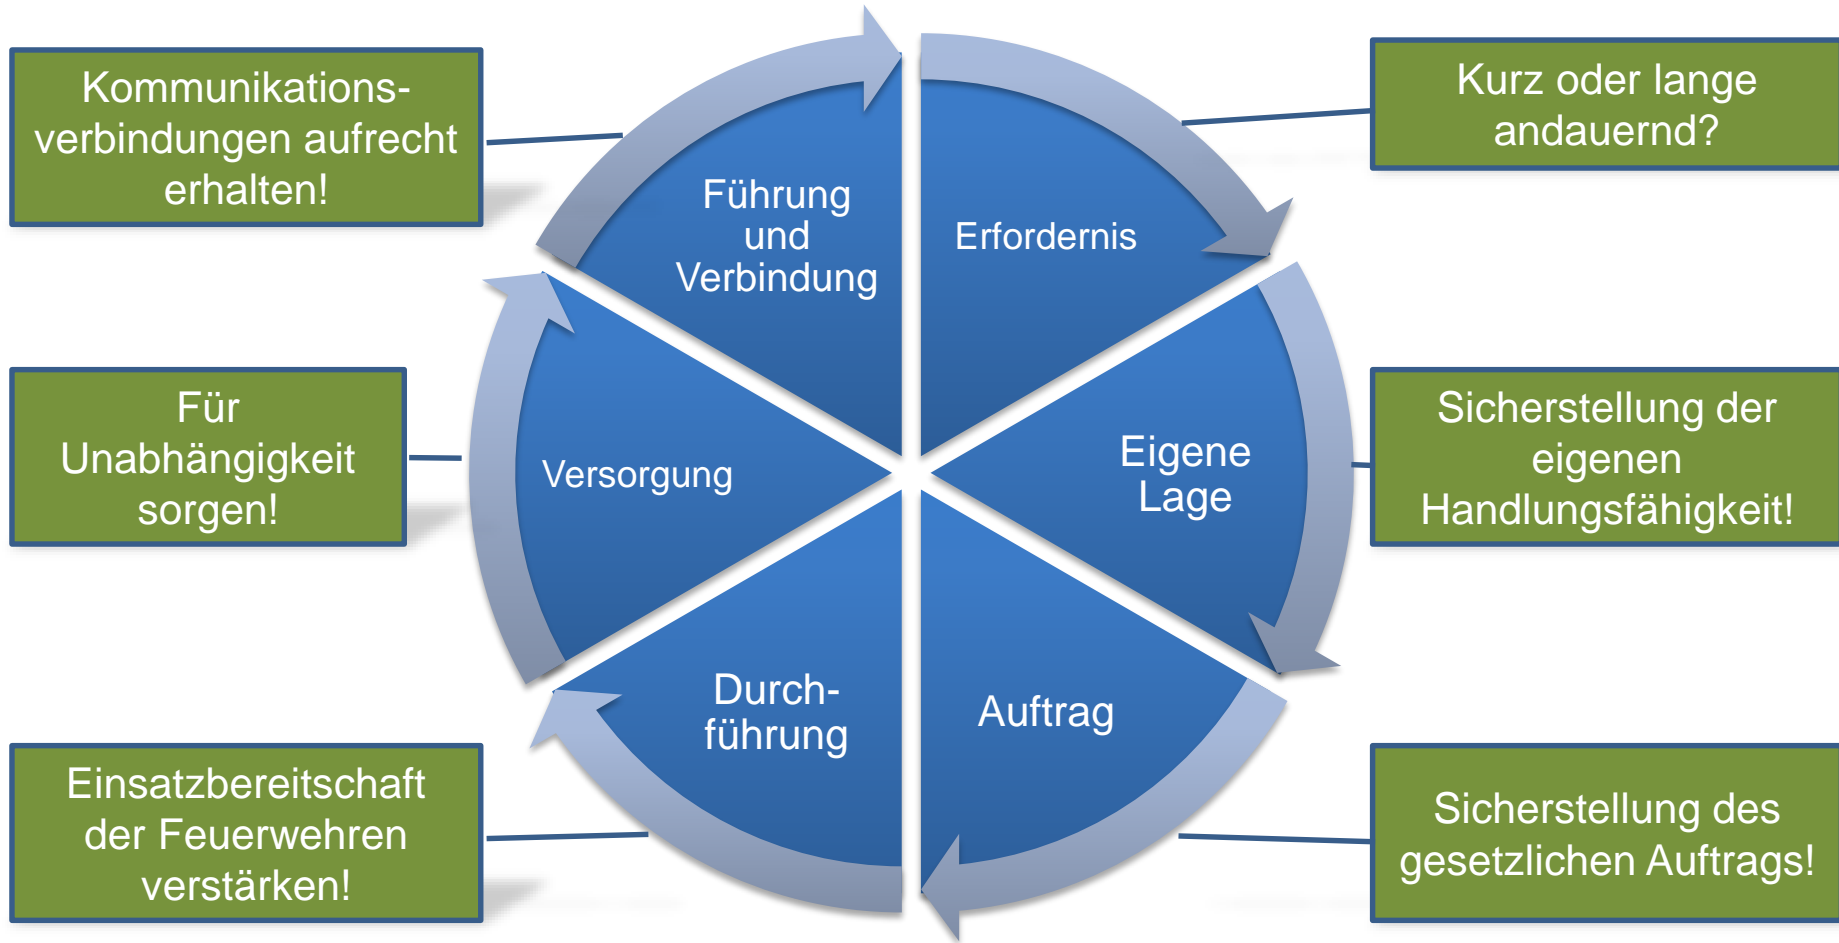 Kommunikations-
verbindungen aufrecht
erhalten!
Kurz oder lange
andauernd?
Führung
und
Verbindung
Erfordernis
Für
Unabhängigkeit
sorgen!
Versorgung
Eigene
Lage
Sicherstellung der
eigenen
Handlungsfähigkeit!
Durch-
führung
Auftrag
Einsatzbereitschaft
der Feuerwehren
verstärken!
Sicherstellung des
gesetzlichen Auftrags!